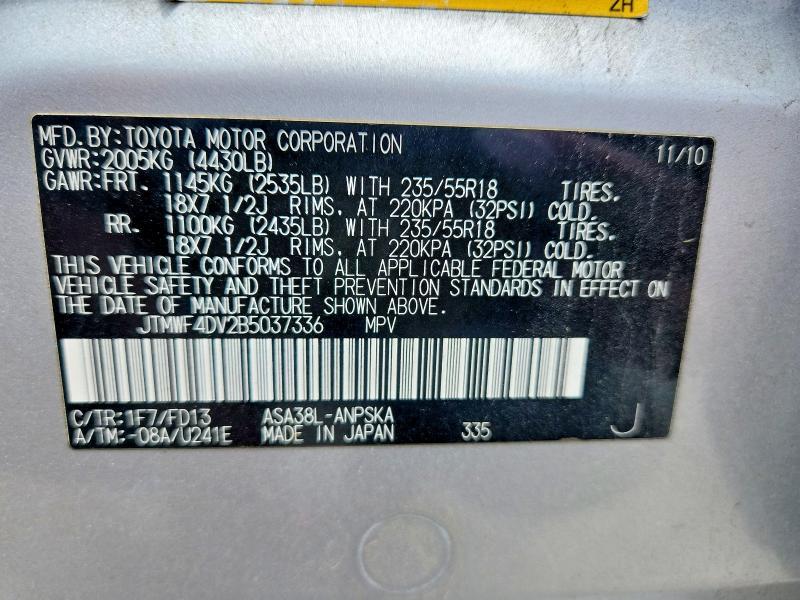 ZH
MFD. BY: TOYOTA MOTOR CORPORATION 11/10
GVWR: 2005KG (4430LB)
GAWR: FRT. 1145KG (2535LB) WITH 235/55R18 TIRES.
18X7 1/2J RIMS, AT 220KPA (32PSI) COLD.
RR. 1100KG (2435LB) WITH 235/55R18 TIRES.
18X7 1/2J RIMS, AT 220KPA (32PSI) COLD.
THIS VEHICLE CONFORMS TO ALL APPLICABLE FEDERAL MOTOR
VEHICLE SAFETY AND THEFT PREVENTION STANDARDS IN EFFECT ON
THE DATE OF MANUFACTURE SHOWN ABOVE.
JTMWF4DV2B5037336 MPV
C/TR: 1F7/FD13 ASA38L-ANPSKA
A/TM: -08A/U241E MADE IN JAPAN 335 J